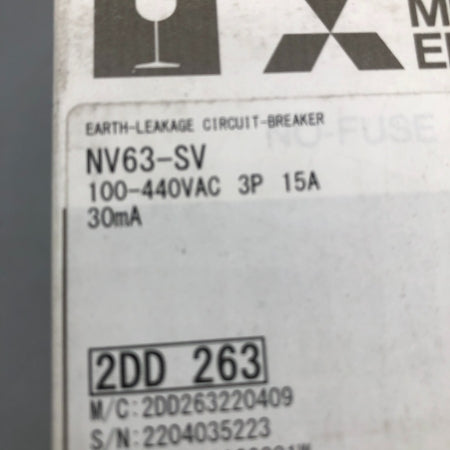 EARTH-LEAKAGE CIRCUIT-BREAKER
NO-FUSE
NV63-SV
100-440VAC 3P 15A
30mA
2DD 263
M/C:2DD263220409
S/N:2204035223